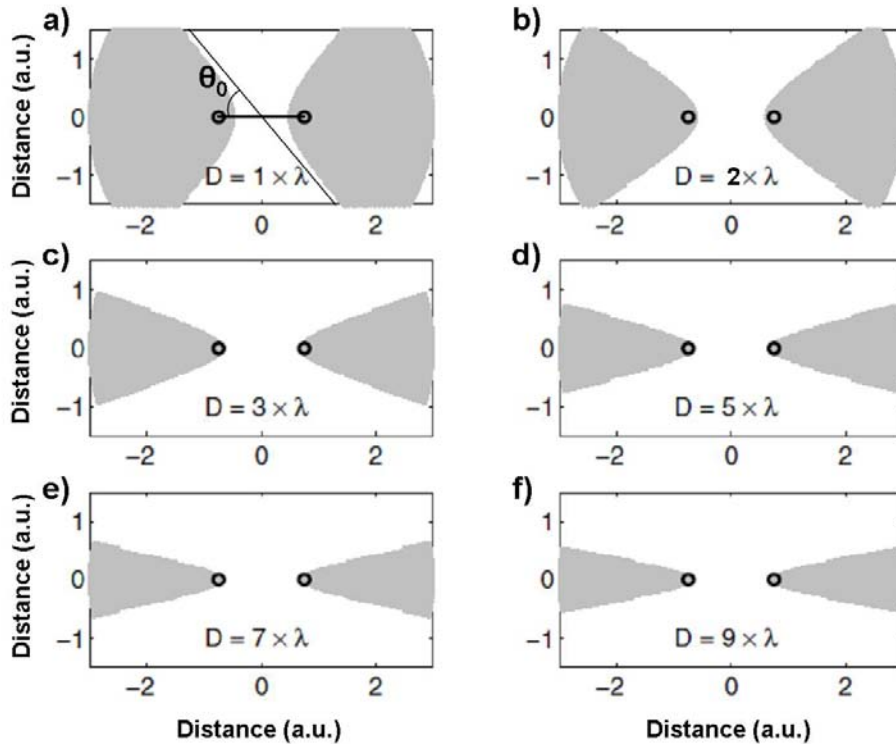 a)
b)
Distance (a.u.)
1
0
-1
θ0
D = 1 × λ
-2
0
2
1
0
-1
D = 2 × λ
-2
0
2
c)
d)
Distance (a.u.)
1
0
-1
D = 3 × λ
-2
0
2
1
0
-1
D = 5 × λ
-2
0
2
e)
f)
Distance (a.u.)
1
0
-1
D = 7 × λ
-2
0
2
1
0
-1
D = 9 × λ
-2
0
2
Distance (a.u.)
Distance (a.u.)